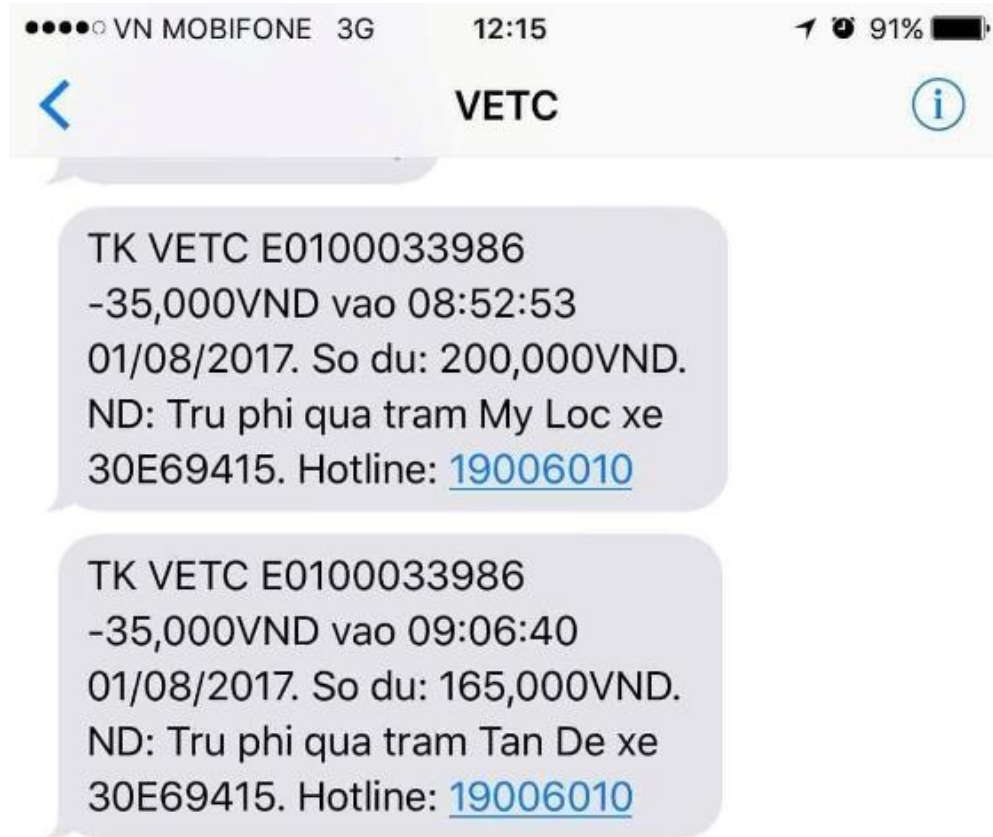 VN MOBIFONE 3G 12:15 91%
VETC
TK VETC E0100033986
-35,000VND vao 08:52:53
01/08/2017. So du: 200,000VND.
ND: Tru phi qua tram My Loc xe
30E69415. Hotline: 19006010
TK VETC E0100033986
-35,000VND vao 09:06:40
01/08/2017. So du: 165,000VND.
ND: Tru phi qua tram Tan De xe
30E69415. Hotline: 19006010